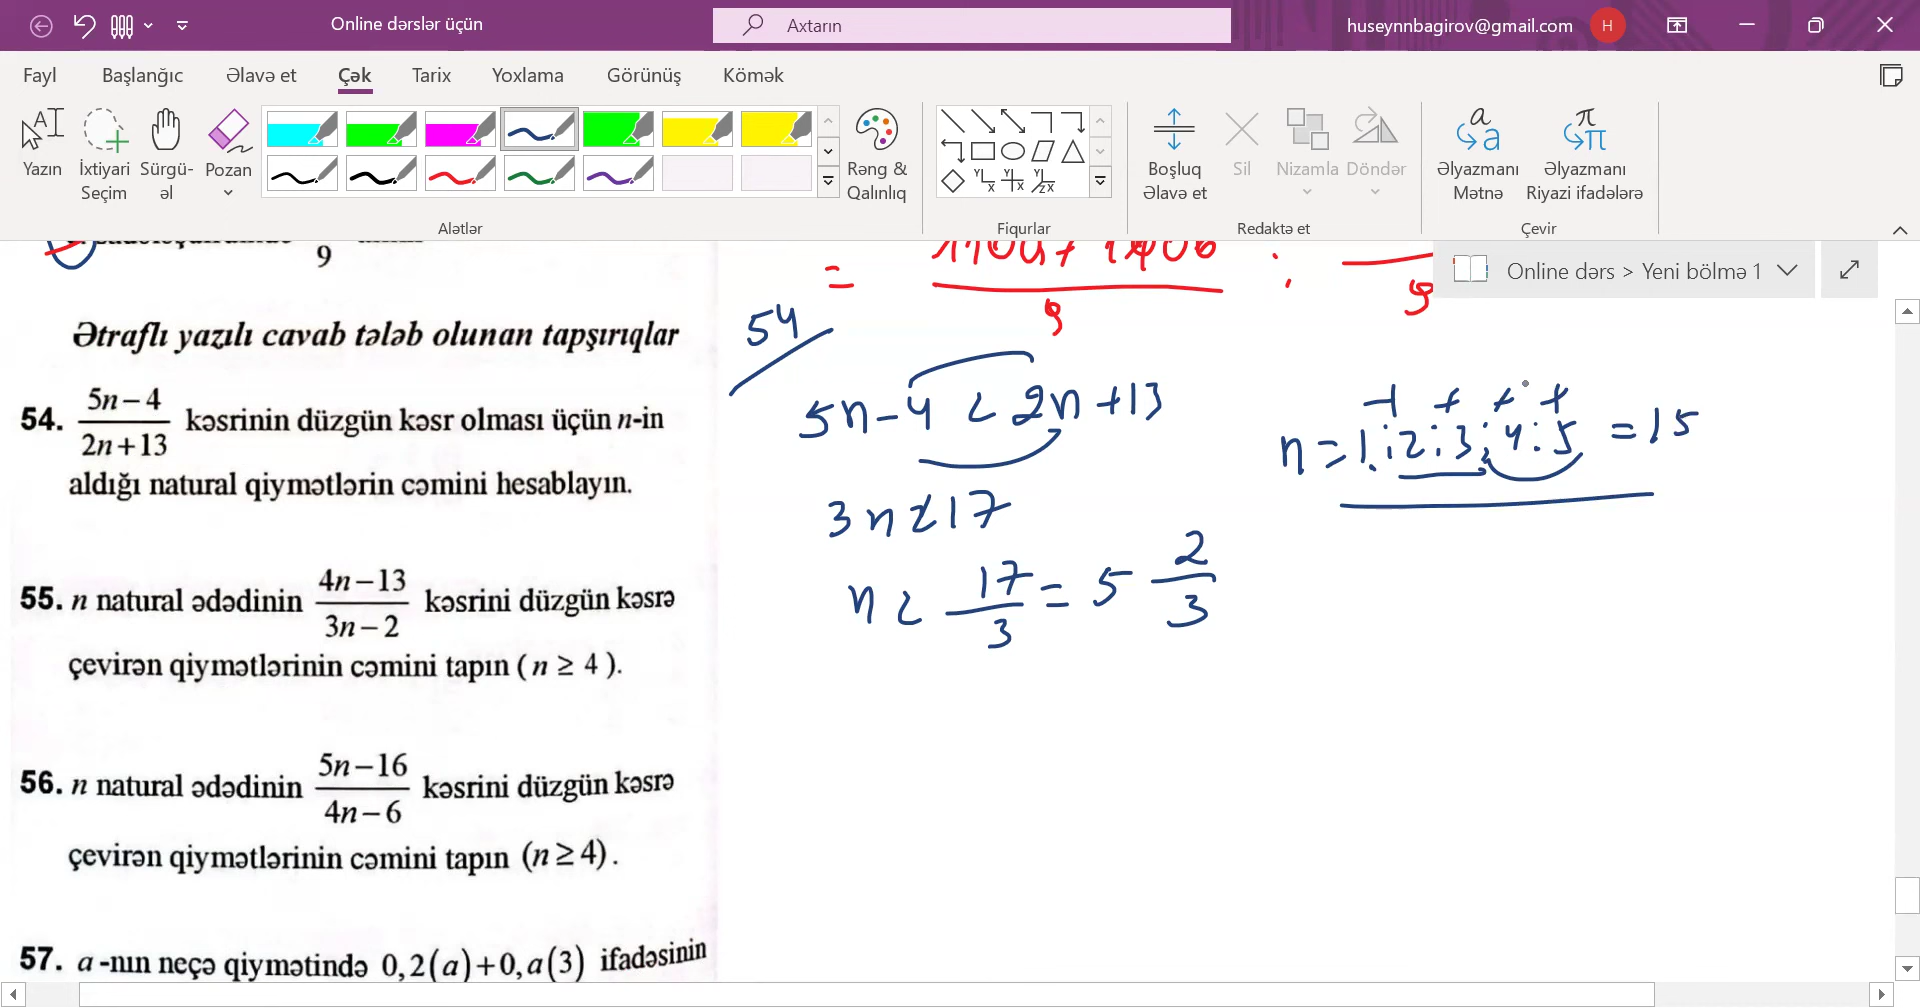 Online dərslər üçün
Axtarın
huseynnbagirov@gmail.com
H
Fayl Başlanğıc Əlavə et Çək Tarix Yoxlama Görünüş Kömək
Yazın
İxtiyari Seçim
Sürgü-əl
Pozan
Rəng & Qalınlıq
Boşluq Əlavə et
Sil
Nizamla
Döndər
Əlyazmanı Mətnə
Əlyazmanı Riyazi ifadələrə
Alətlər
Fiqurlar
Redaktə et
Çevir
Online dərs > Yeni bölmə 1
9
=
9
:
9
Ətraflı yazılı cavab tələb olunan tapşırıqlar
54. (5n−4)/(2n+13) kəsrinin düzgün kəsr olması üçün n-in
aldığı natural qiymətlərin cəmini hesablayın.
55. n natural ədədinin (4n−13)/(3n−2) kəsrini düzgün kəsrə
çevirən qiymətlərinin cəmini tapın (n ≥ 4).
56. n natural ədədinin (5n−16)/(4n−6) kəsrini düzgün kəsrə
çevirən qiymətlərinin cəmini tapın (n ≥ 4).
57. a-nın neçə qiymətində 0,2(a)+0,a(3) ifadəsinin
54
5n−4 < 2n+13
3n < 17
n < 17/3 = 5 2/3
+ + + +
n = 1; 2; 3; 4; 5 = 15